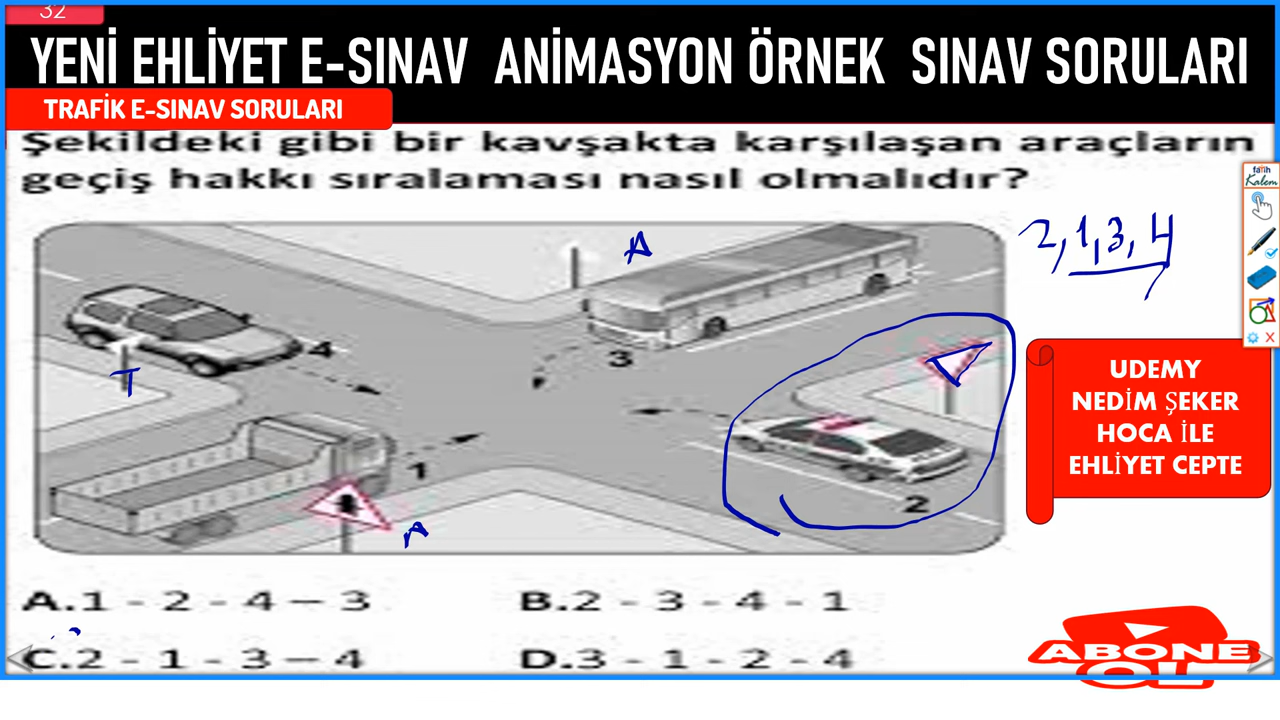 32
YENİ EHLİYET E-SINAV ANİMASYON ÖRNEK SINAV SORULARI
TRAFİK E-SINAV SORULARI
Şekildeki gibi bir kavşakta karşılaşan araçların
geçiş hakkı sıralaması nasıl olmalıdır?
fatih
Kalem
A
2, 1, 3, 4
4
3
T
1
2
A
UDEMY
NEDİM ŞEKER
HOCA İLE
EHLİYET CEPTE
A.1 - 2 - 4 – 3
B.2 - 3 - 4 - 1
C.2 - 1 - 3 – 4
D.3 - 1 - 2 - 4
ABONE
OL